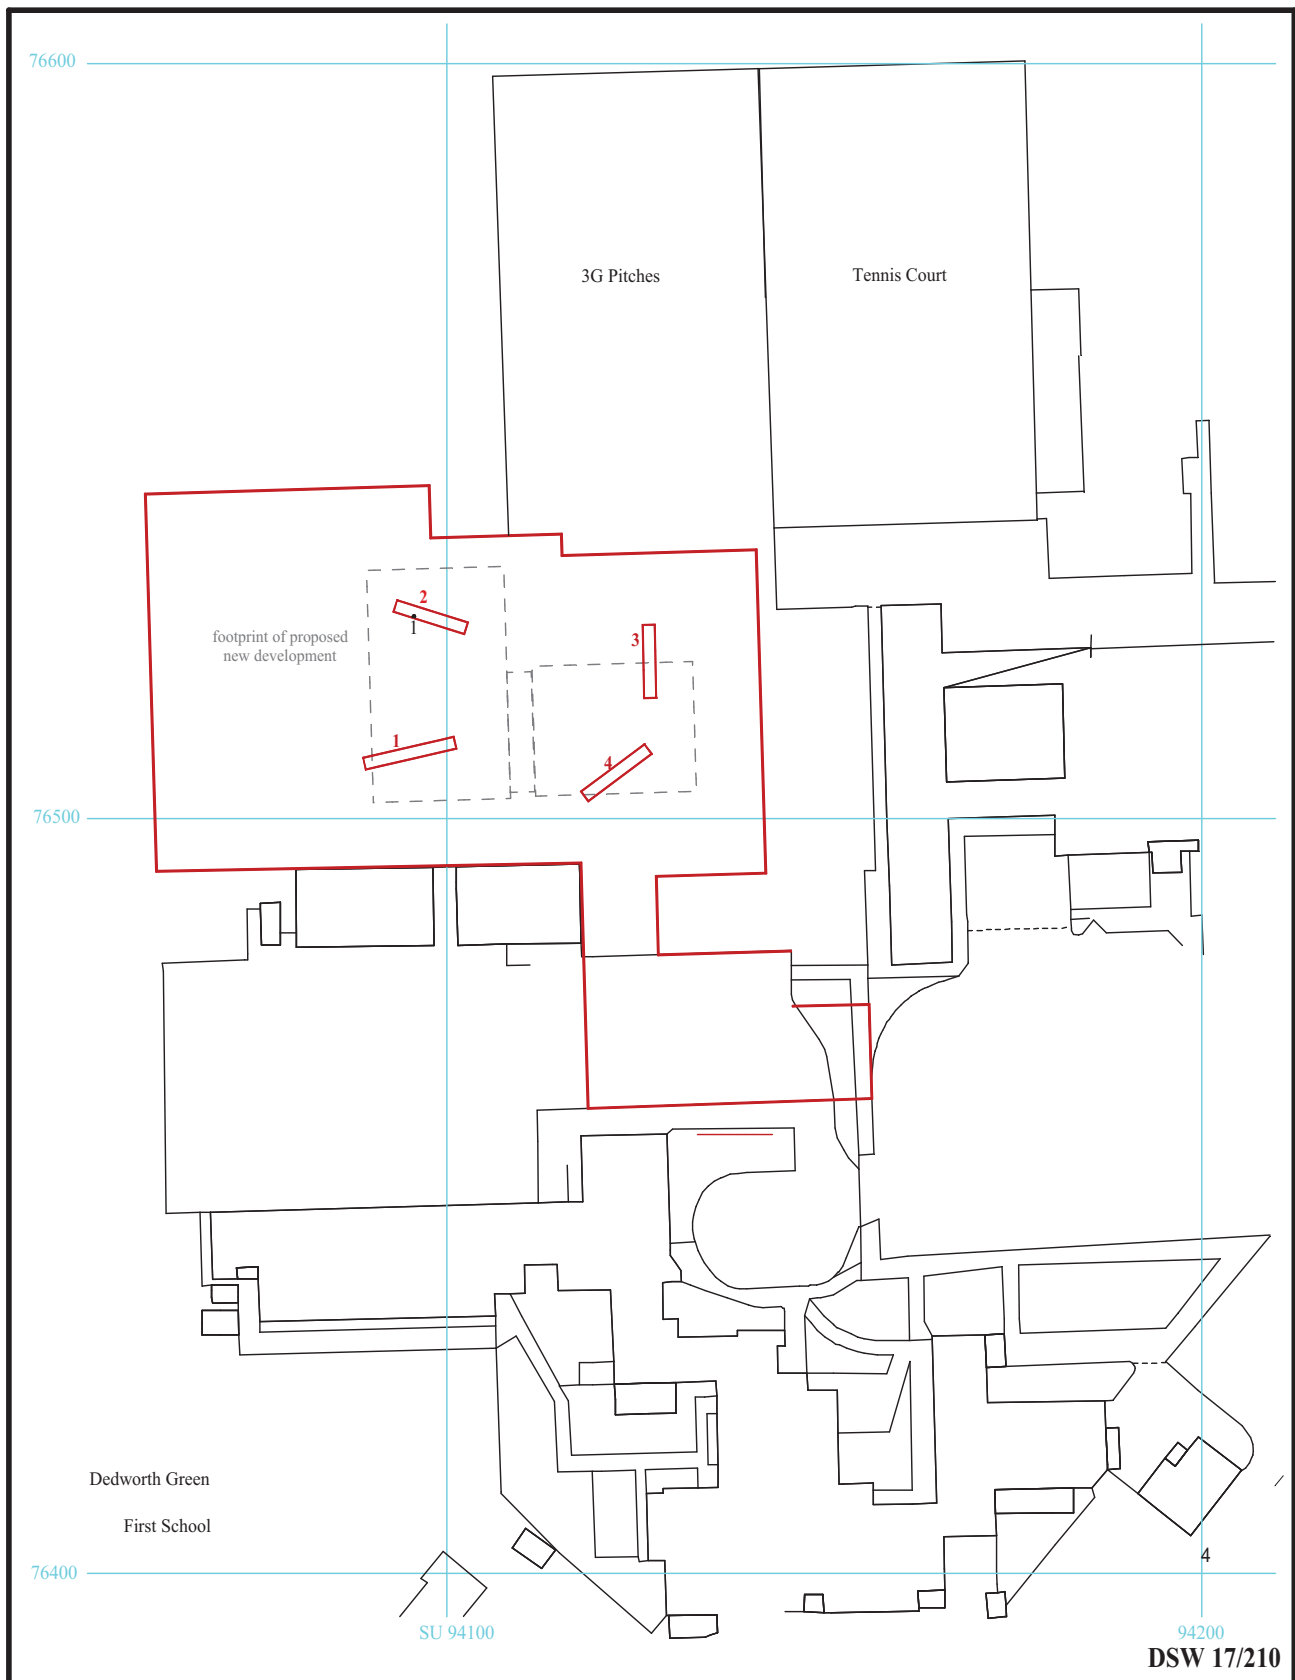 76600
3G Pitches
Tennis Court
2
1
footprint of proposed
new development
3
1
4
76500
Dedworth Green
First School
4
76400
SU 94100
94200
DSW 17/210